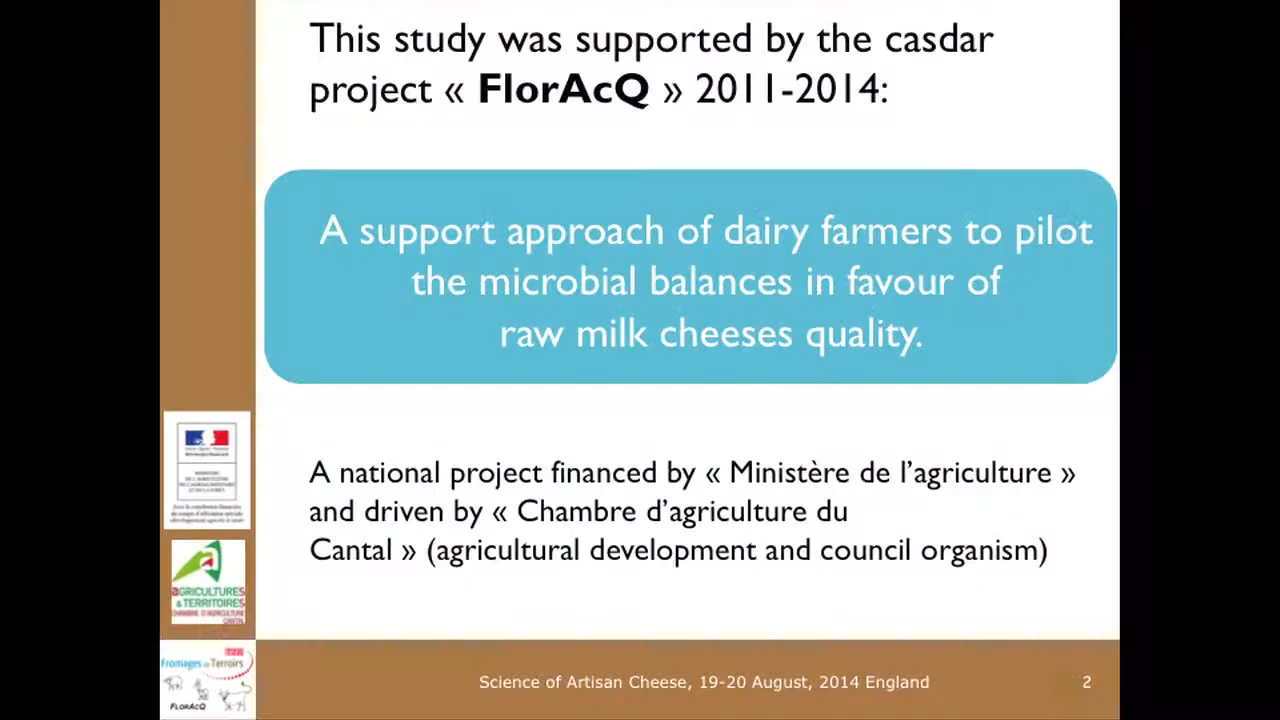 This study was supported by the casdar
project « FlorAcQ » 2011-2014:
A support approach of dairy farmers to pilot
the microbial balances in favour of
raw milk cheeses quality.
A national project financed by « Ministère de l’agriculture »
and driven by « Chambre d’agriculture du
Cantal » (agricultural development and council organism)
AGRICULTURES
& TERRITOIRES
CHAMBRE D'AGRICULTURE
CANTAL
Fromages de Terroirs
FLORACQ
Science of Artisan Cheese, 19-20 August, 2014 England
2